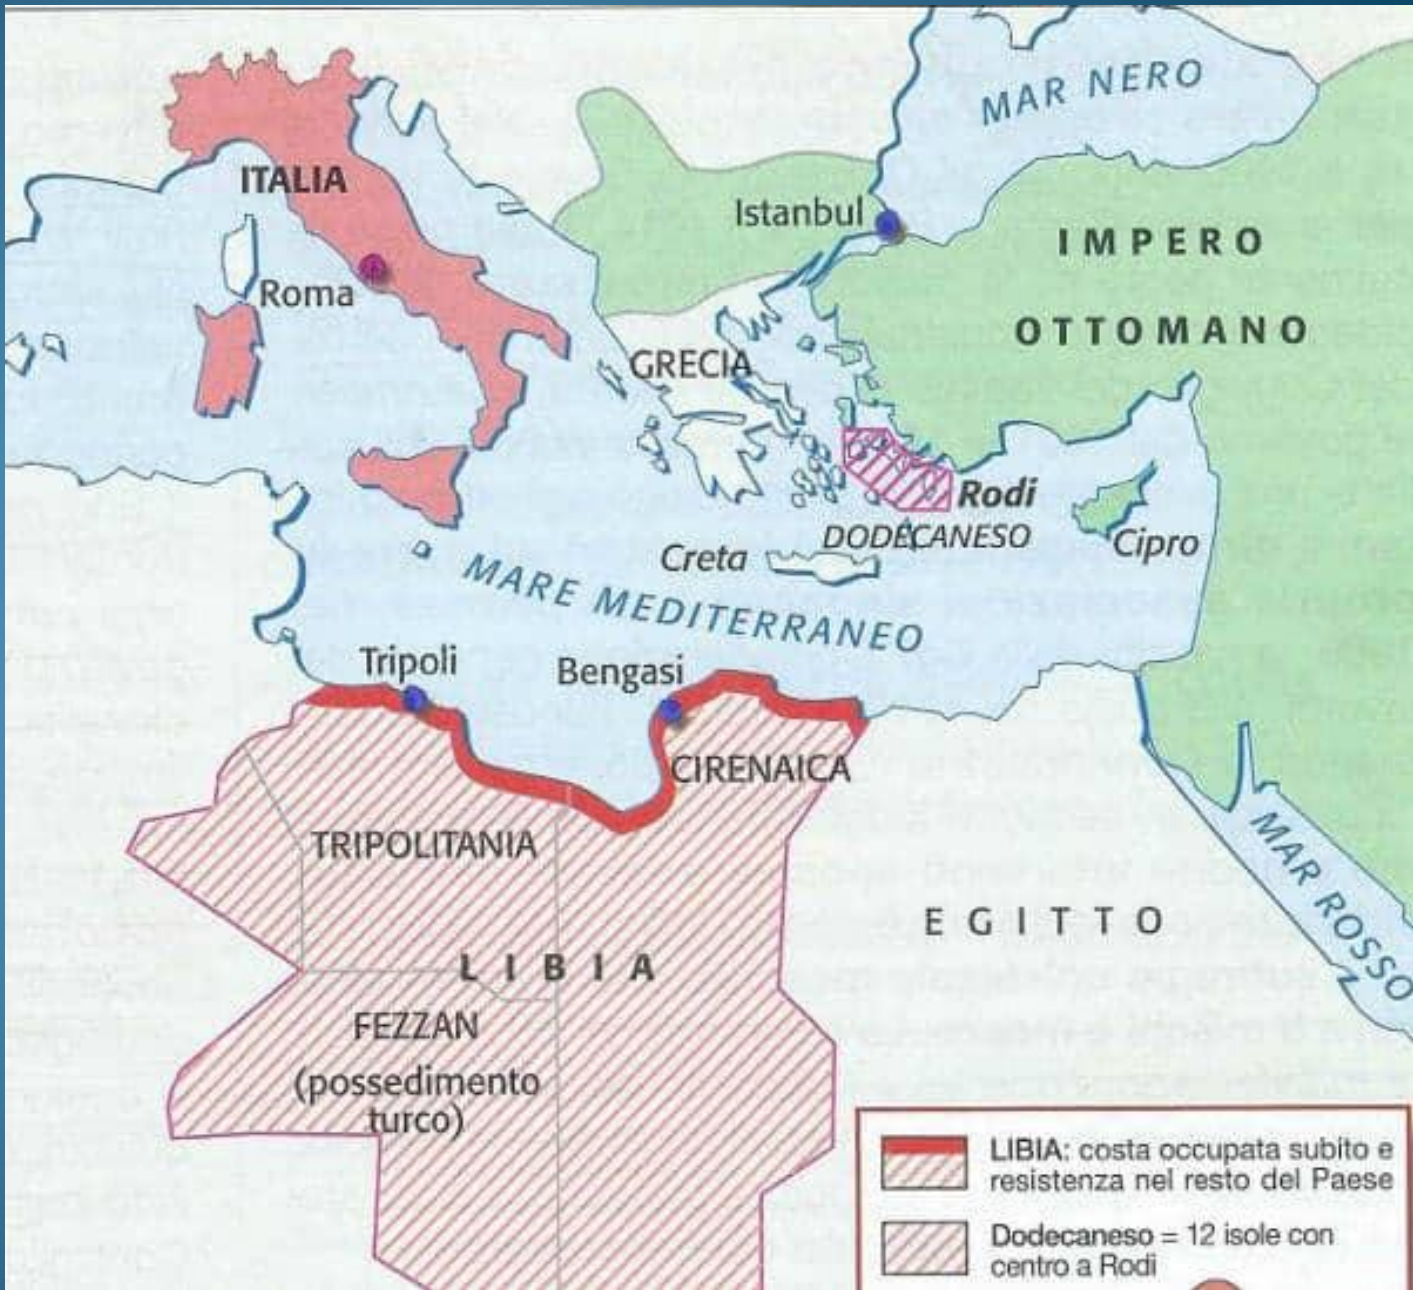 MAR NERO
ITALIA
Istanbul
IMPERO
Roma
OTTOMANO
GRECIA
Rodi
DODECANESO
Creta
Cipro
MARE MEDITERRANEO
Tripoli
Bengasi
CIRENAICA
TRIPOLITANIA
MAR ROSSO
EGITTO
LIBIA
FEZZAN
(possedimento
turco)
LIBIA: costa occupata subito e
resistenza nel resto del Paese
Dodecaneso = 12 isole con
centro a Rodi